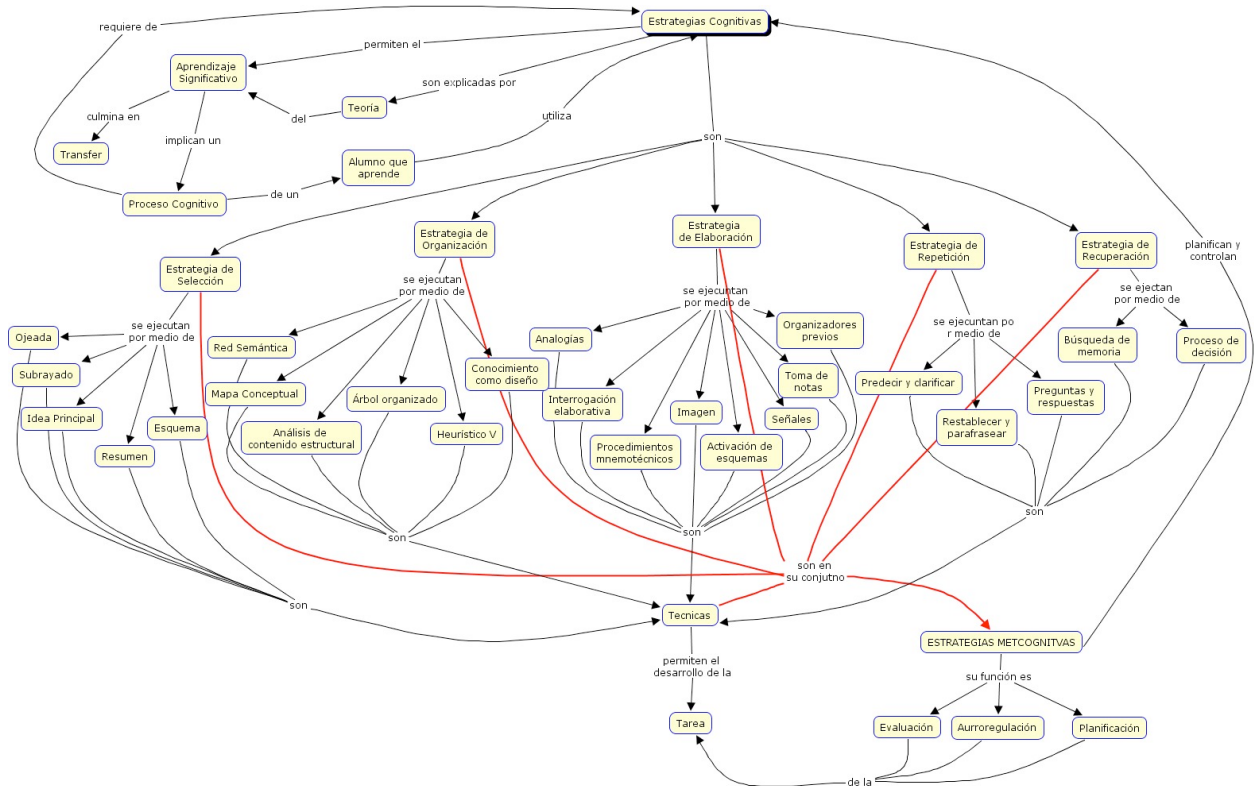 requiere de
Estrategias Cognitivas
permiten el
Aprendizaje
Significativo
son explicadas por
Teoría
del
culmina en
utiliza
implican un
son
Transfer
Alumno que
aprende
de un
Proceso Cognitivo
Estrategia de
Organización
Estrategia
de Elaboración
Estrategia de
Repetición
Estrategia de
Recuperación
planifican y
controlan
Estrategia de
Selección
se ejecutan
por medio de
se ejecuntan
por medio de
se ejectan
por medio de
se ejecutan
por medio de
se ejecuntan po
r medio de
Ojeada
Red Semántica
Analogías
Organizadores
previos
Búsqueda de
memoria
Proceso de
decisión
Subrayado
Mapa Conceptual
Conocimiento
como diseño
Toma de
notas
Predecir y clarificar
Preguntas y
respuestas
Idea Principal
Árbol organizado
Interrogación
elaborativa
Imagen
Señales
Esquema
Análisis de
contenido estructural
Heurístico V
Restablecer y
parafrasear
Resumen
Procedimientos
mnemotécnicos
Activación de
esquemas
son
son
son
son
son en
su conjutno
Tecnicas
ESTRATEGIAS METCOGNITVAS
permiten el
desarrollo de la
su función es
Tarea
Evaluación
Aurroregulación
Planificación
de la